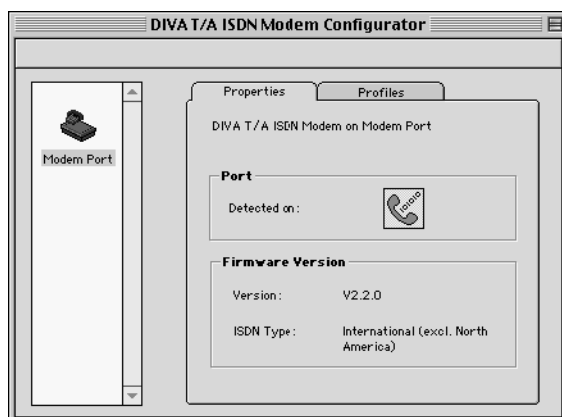 DIVA T/A ISDN Modem Configurator
Modem Port
Properties
Profiles
DIVA T/A ISDN Modem on Modem Port
Port
Detected on:
Firmware Version
Version:
V2.2.0
ISDN Type:
International (excl. North
America)